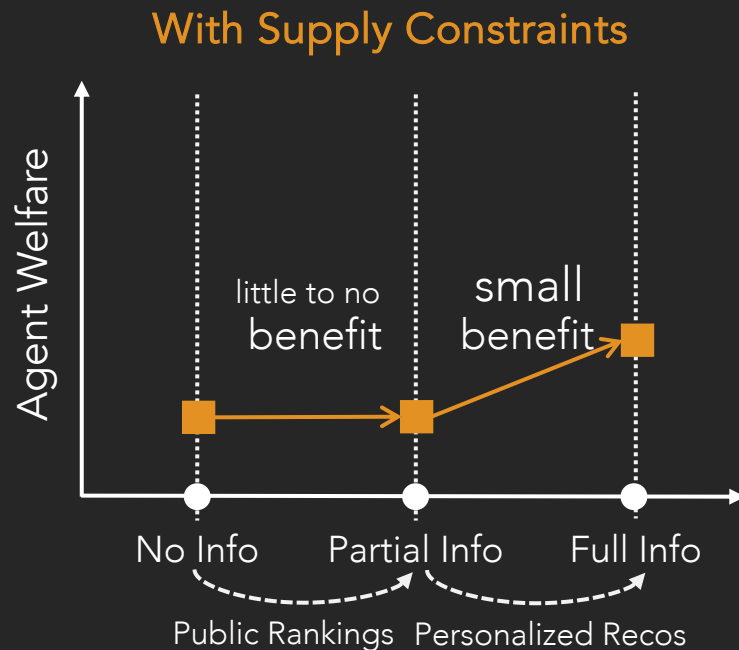 With Supply Constraints
Agent Welfare
little to no
benefit
small
benefit
No Info
Partial Info
Full Info
Public Rankings
Personalized Recos